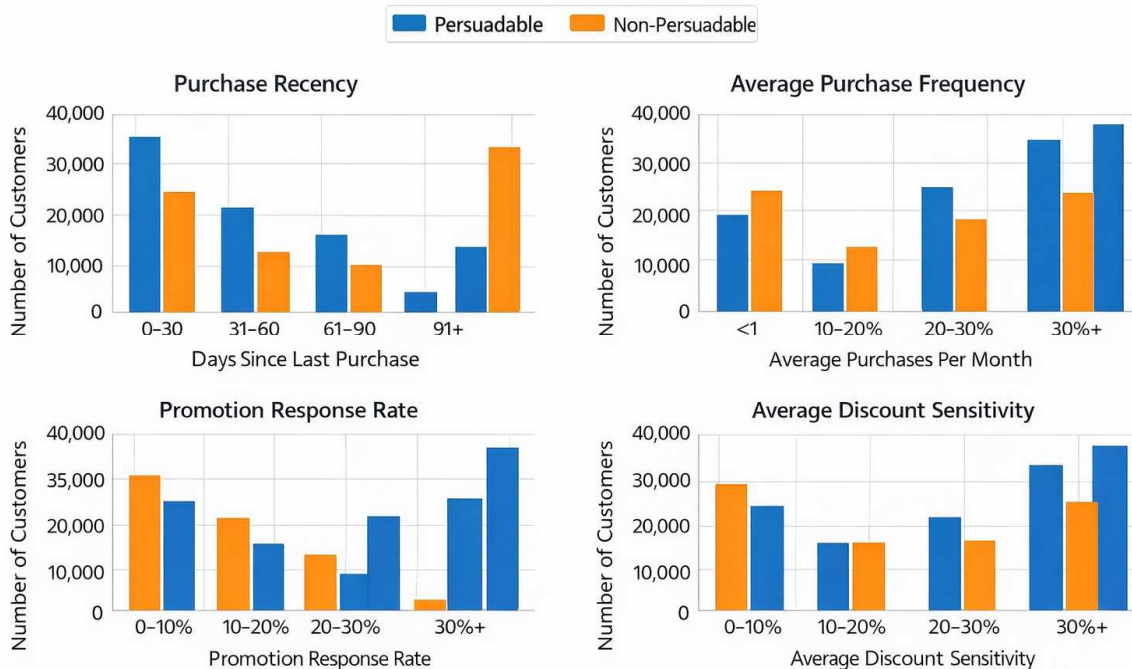 Persuadable Non-Persuadable
Purchase Recency
Number of Customers
40,000
30,000
20,000
10,000
0
0–30 31–60 61–90 91+
Days Since Last Purchase
Average Purchase Frequency
Number of Customers
40,000
30,000
20,000
10,000
0
<1 10–20% 20–30% 30%+
Average Purchases Per Month
Promotion Response Rate
Number of Customers
40,000
35,000
20,000
10,000
0
0–10% 10–20% 20–30% 30%+
Promotion Response Rate
Average Discount Sensitivity
Number of Customers
40,000
30,000
20,000
10,000
0
0–10% 10–20% 20–30% 30%+
Average Discount Sensitivity